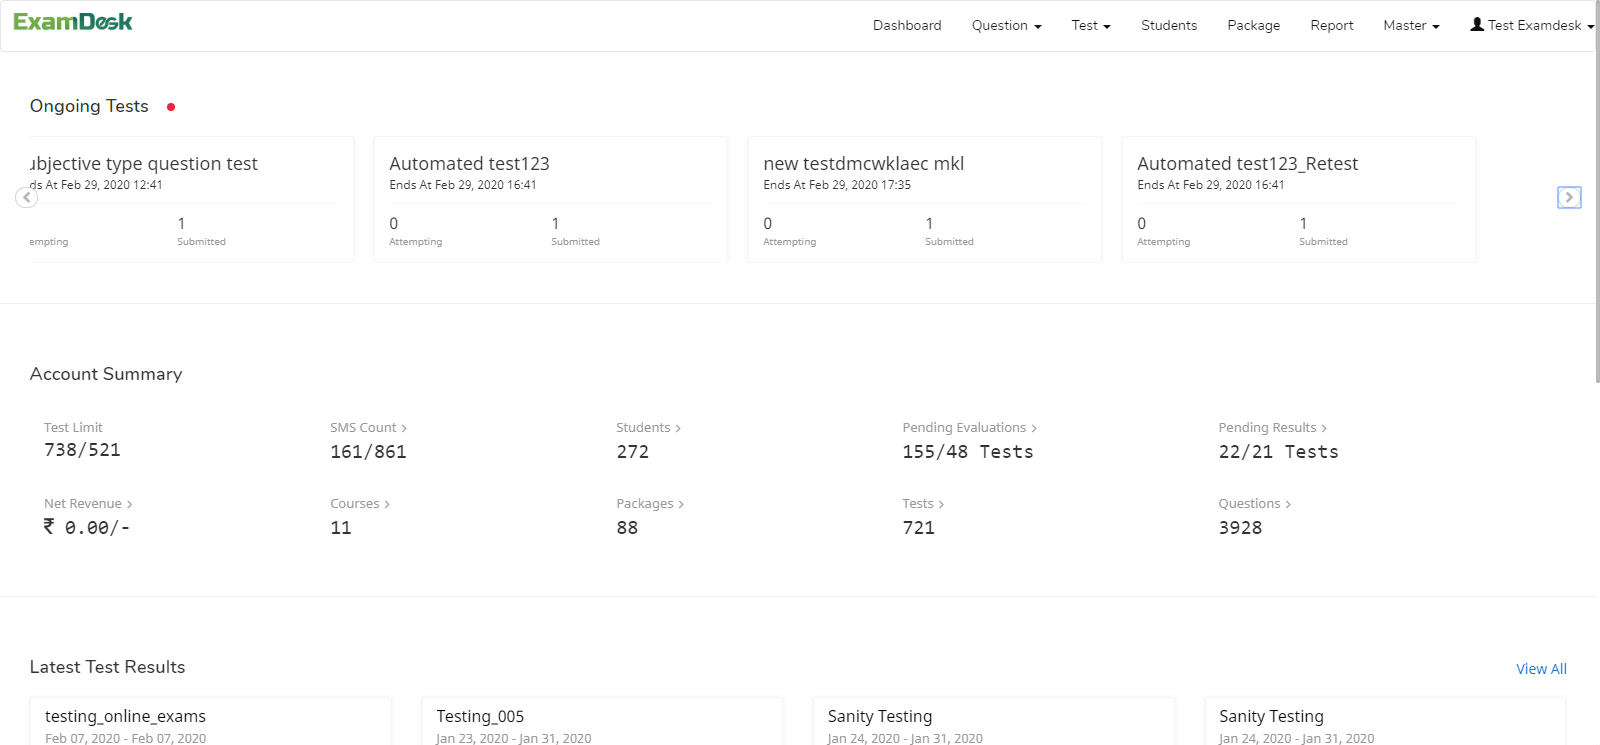 ExamDesk
Dashboard Question Test Students Package Report Master Test Examdesk
Ongoing Tests
ubjective type question test
ds At Feb 29, 2020 12:41
empting
1
Submitted
Automated test123
Ends At Feb 29, 2020 16:41
0 1
Attempting Submitted
new testdmcwklaec mkl
Ends At Feb 29, 2020 17:35
0 1
Attempting Submitted
Automated test123_Retest
Ends At Feb 29, 2020 16:41
0 1
Attempting Submitted
Account Summary
Test Limit SMS Count Students Pending Evaluations Pending Results
738/521 161/861 272 155/48 Tests 22/21 Tests
Net Revenue Courses Packages Tests Questions
₹ 0.00/- 11 88 721 3928
Latest Test Results View All
testing_online_exams Testing_005 Sanity Testing Sanity Testing
Feb 07, 2020 - Feb 07, 2020 Jan 23, 2020 - Jan 31, 2020 Jan 24, 2020 - Jan 31, 2020 Jan 24, 2020 - Jan 31, 2020